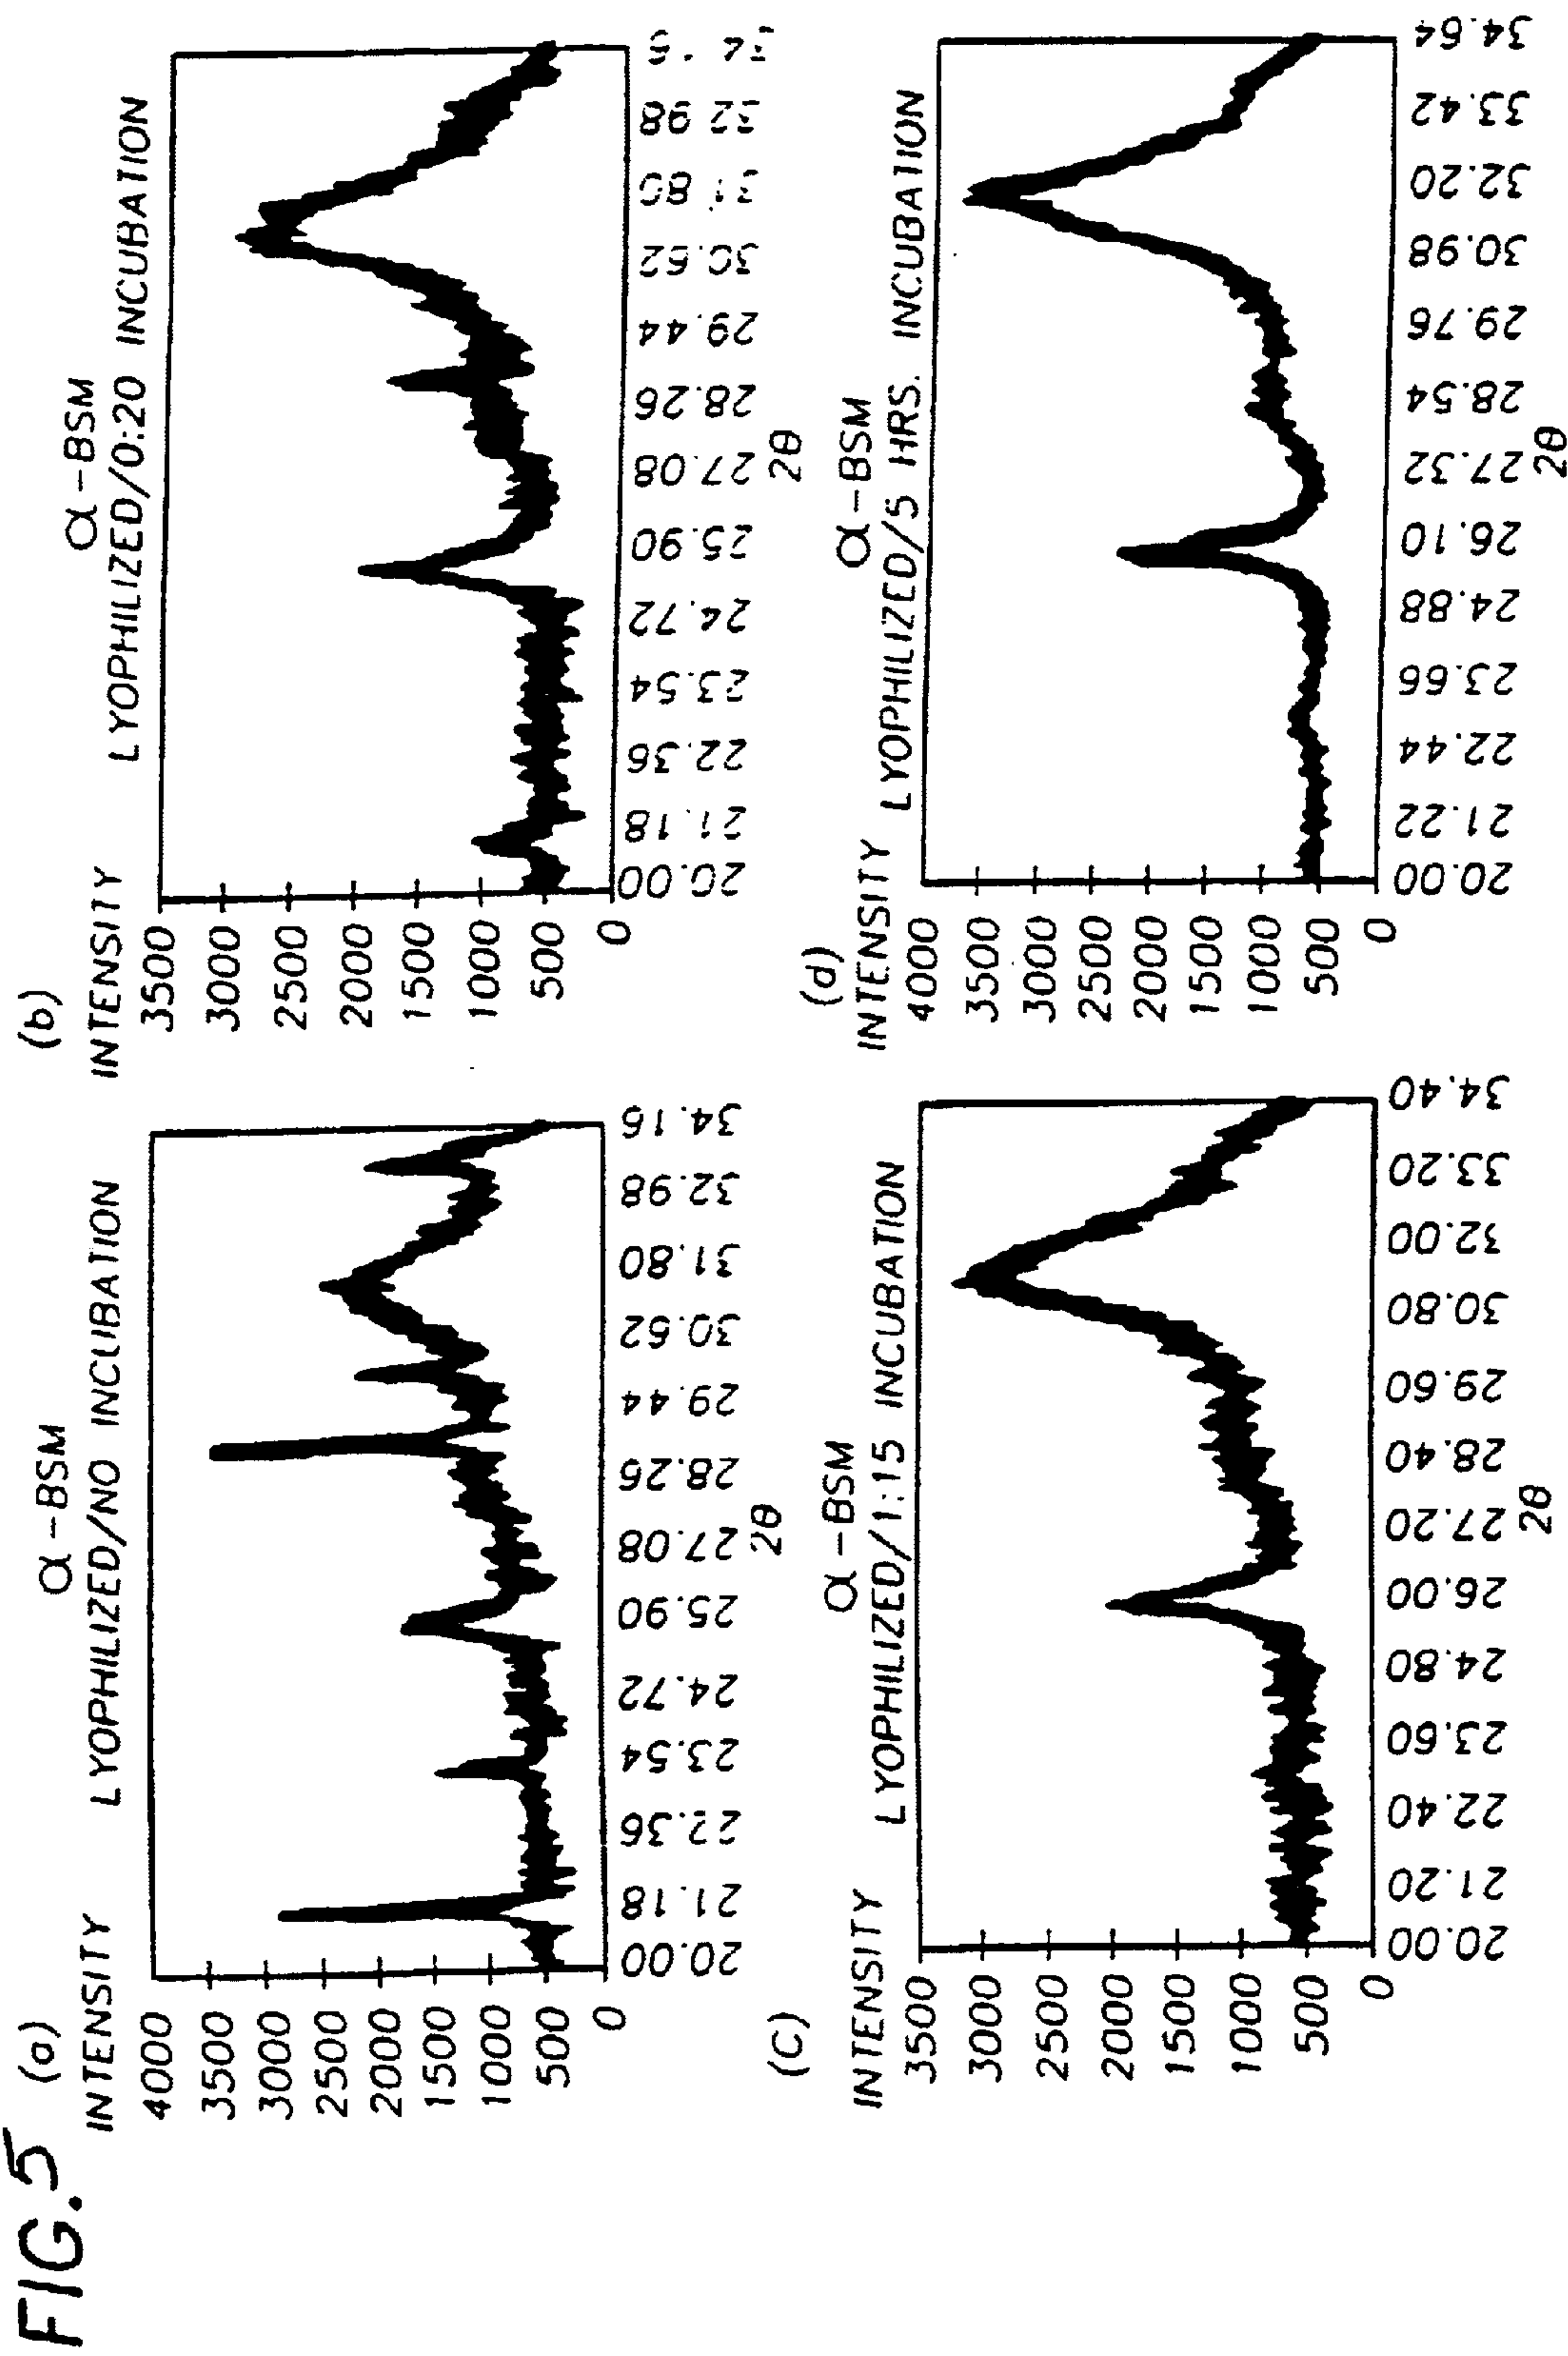 FIG.5
(a)
α-BSM
INTENSITY LYOPHILIZED/NO INCUBATION
4000
3500
3000
2500
2000
1500
1000
500
0
20.00 21.18 22.36 23.54 24.72 25.90 27.08 28.26 29.44 30.62 31.80 32.98 34.16
2θ
(b)
α-BSM
INTENSITY LYOPHILIZED/0:20 INCUBATION
3500
3000
2500
2000
1500
1000
500
0
20.00 21.18 22.36 23.54 24.72 25.90 27.08 28.26 29.44 30.62 31.80 32.98
2θ
(c)
α-BSM
INTENSITY LYOPHILIZED/1:15 INCUBATION
3500
3000
2500
2000
1500
1000
500
0
20.00 21.20 22.40 23.60 24.80 26.00 27.20 28.40 29.60 30.80 32.00 33.20 34.40
2θ
(d)
α-BSM
INTENSITY LYOPHILIZED/5 HRS. INCUBATION
4000
3500
3000
2500
2000
1500
1000
500
0
20.00 21.22 22.44 23.66 24.88 26.10 27.32 28.54 29.76 30.98 32.20 33.42 34.64
2θ